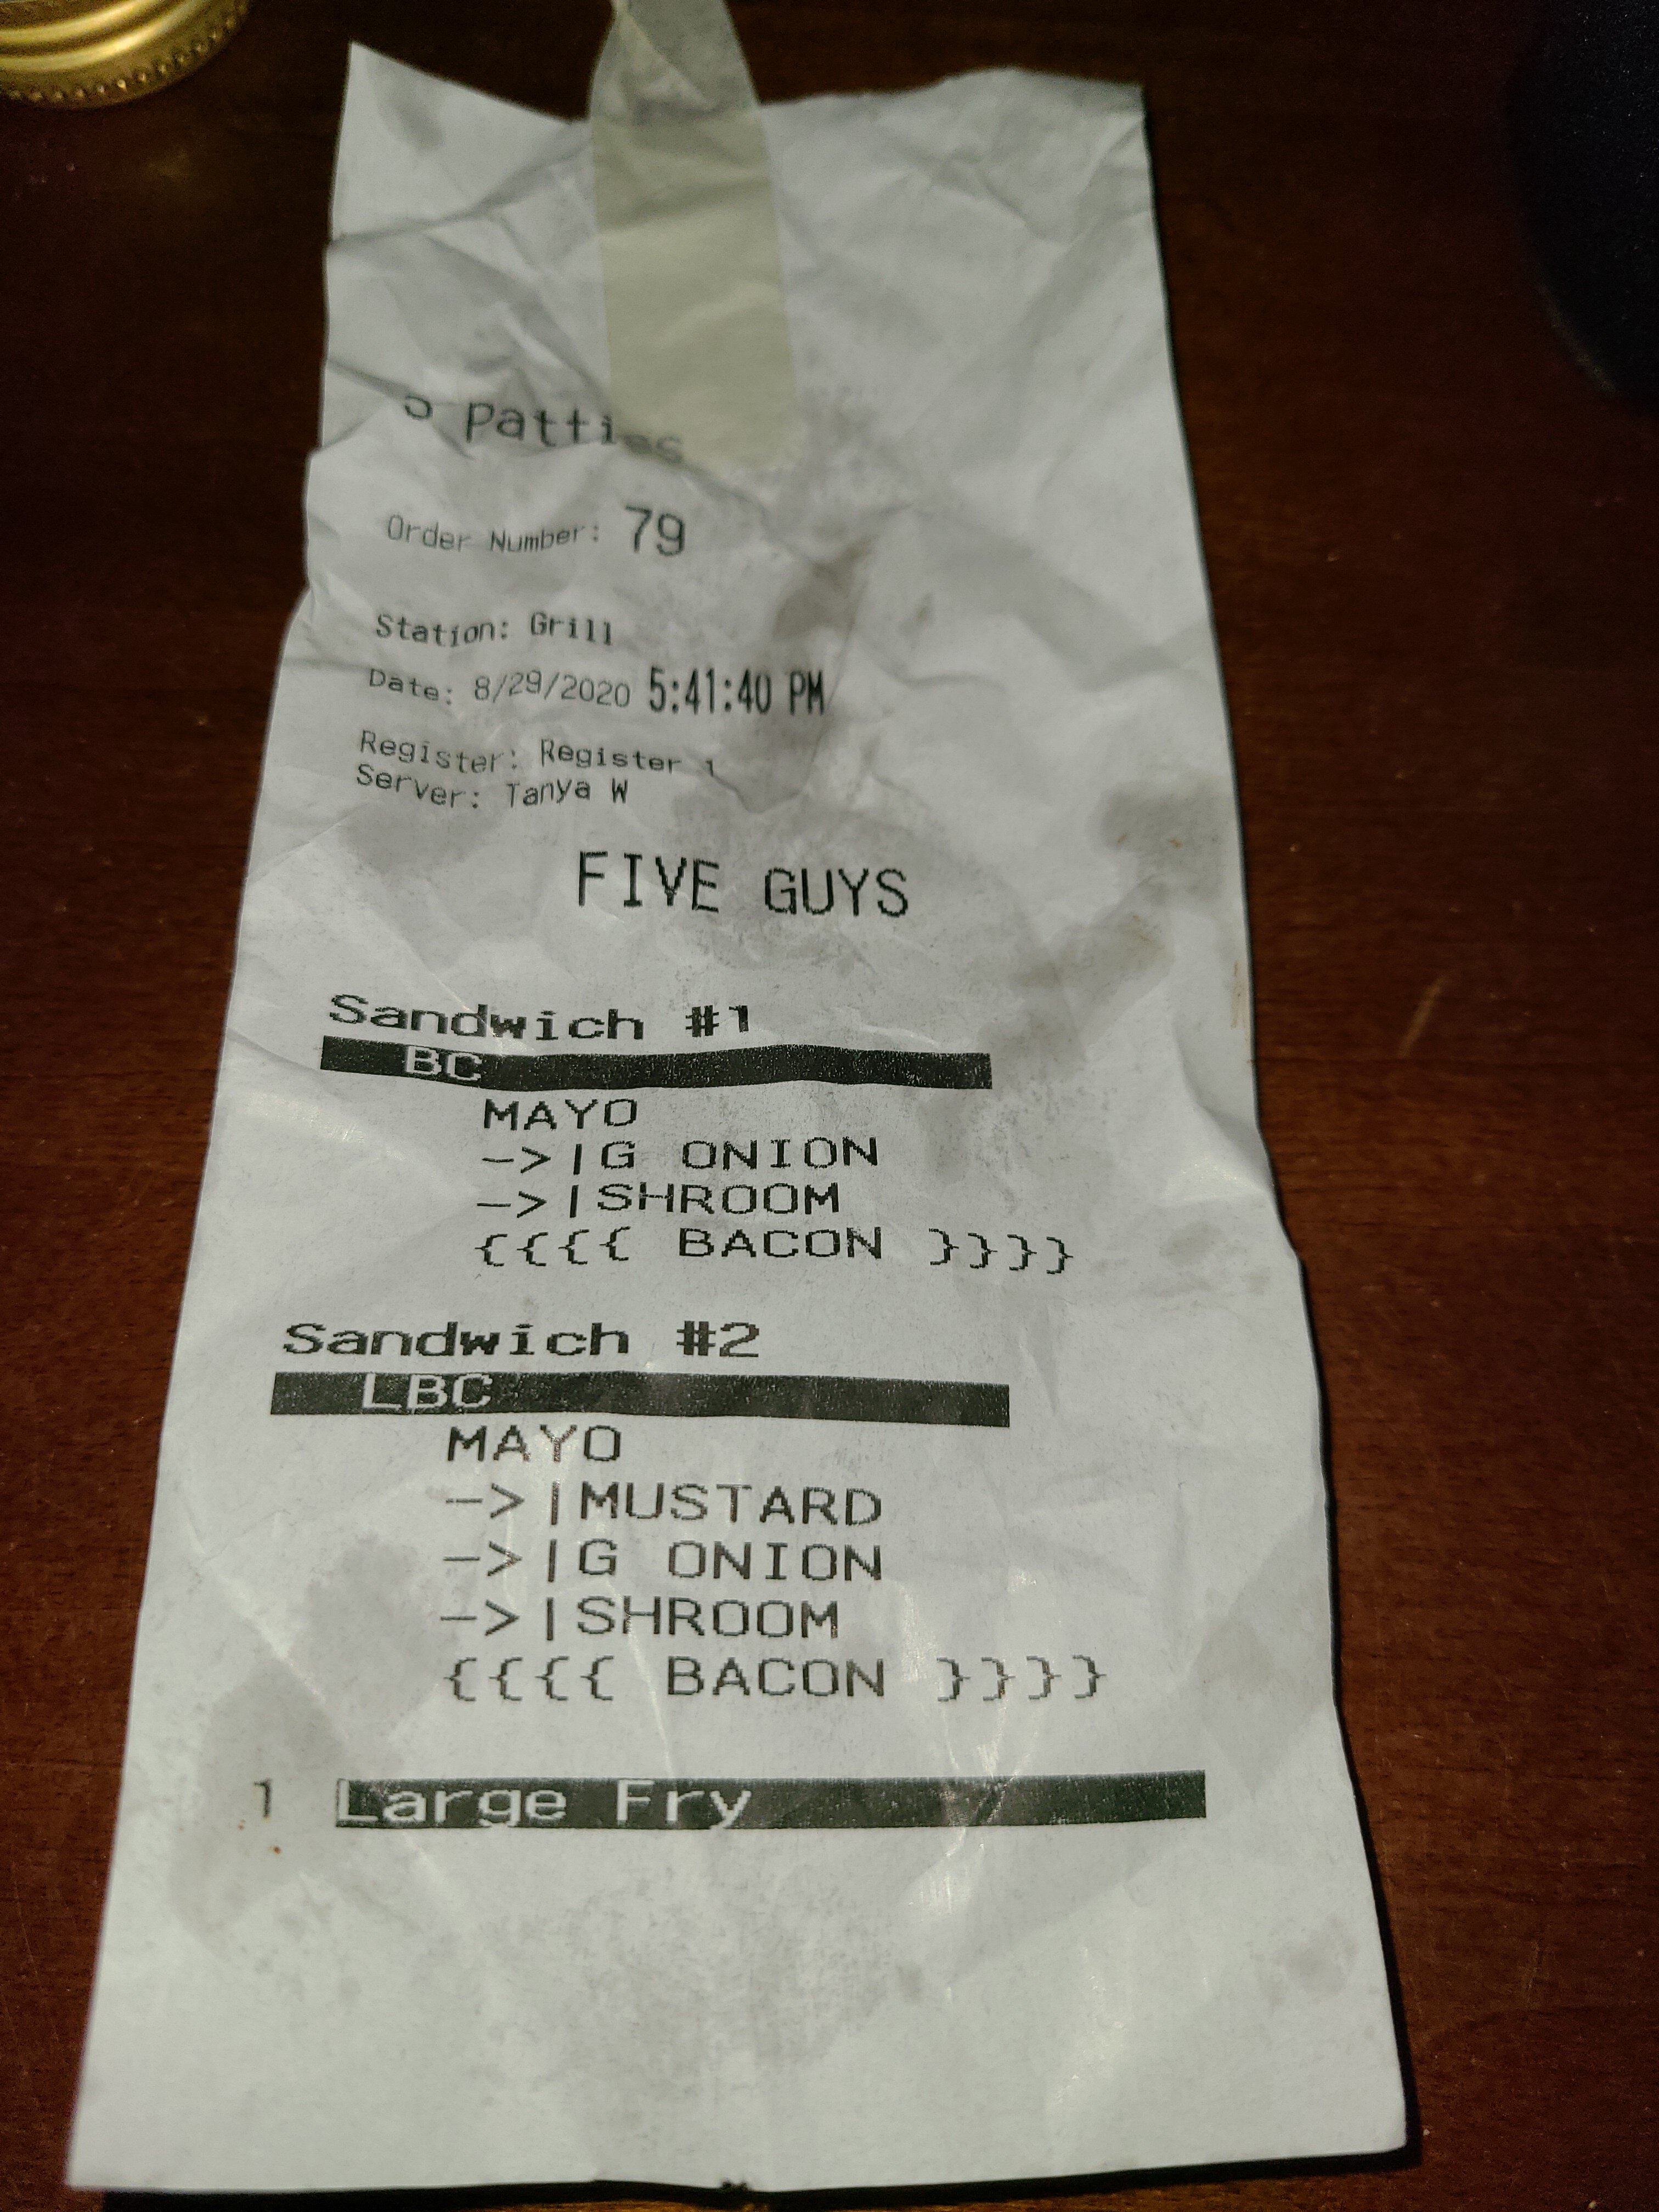 Patties
Order Number: 79
Station: Grill
Date: 8/29/2020 5:41:40 PM
Register: Register 1
Server: Tanya W
FIVE GUYS
Sandwich #1
BC
MAYO
->|G ONION
->|SHROOM
{{{{ BACON }}}}
Sandwich #2
LBC
MAYO
->|MUSTARD
->|G ONION
->|SHROOM
{{{{ BACON }}}}
1 Large Fry